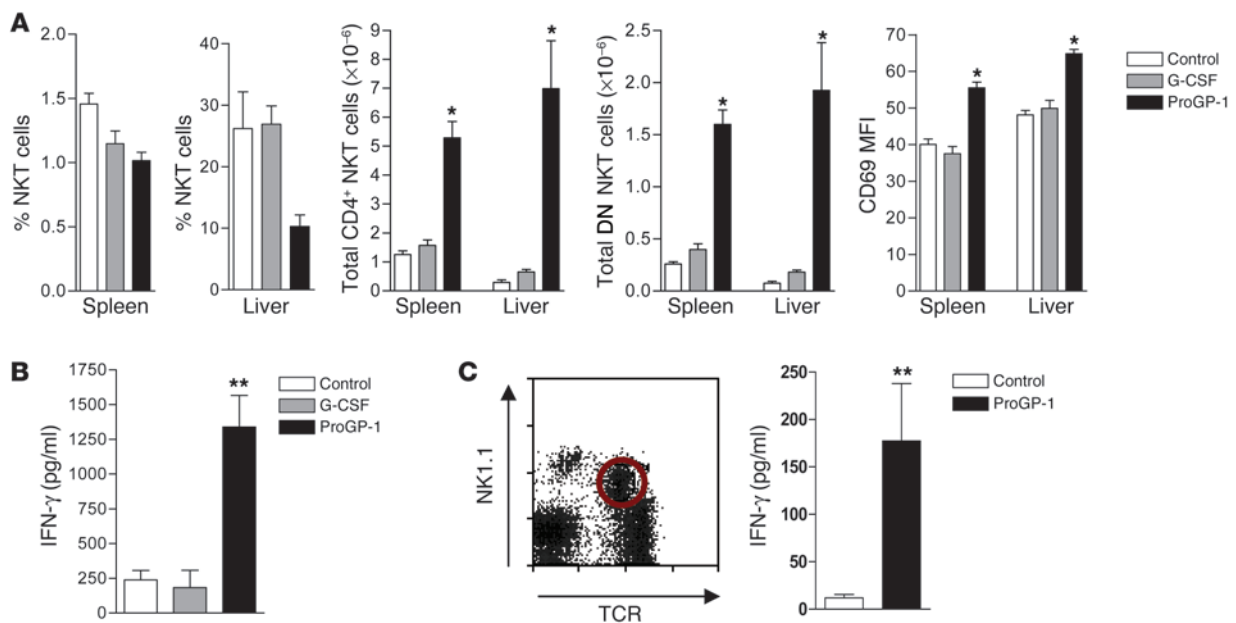 A
% NKT cells
2.0
1.5
1.0
0.5
0.0
Spleen
% NKT cells
40
30
20
10
0
Liver
Total CD4⁺ NKT cells (×10⁻⁶)
9
8
7
6
5
4
3
2
1
0
*
*
Spleen
Liver
Total DN NKT cells (×10⁻⁶)
2.5
2.0
1.5
1.0
0.5
0.0
*
*
Spleen
Liver
CD69 MFI
70
60
50
40
30
20
10
0
*
*
Spleen
Liver
Control
G-CSF
ProGP-1
B
IFN-γ (pg/ml)
1750
1500
1250
1000
750
500
250
0
**
Control
G-CSF
ProGP-1
C
NK1.1
TCR
IFN-γ (pg/ml)
250
200
150
100
50
0
**
Control
ProGP-1